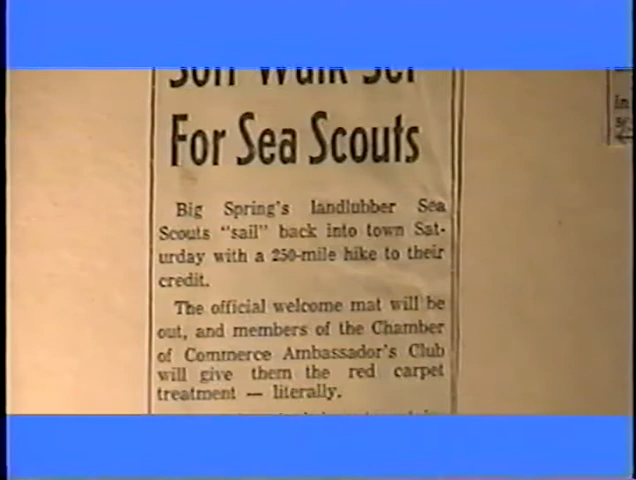 For Sea Scouts
Big Spring's landlubber Sea
Scouts "sail" back into town Sat-
urday with a 250-mile hike to their
credit.
The official welcome mat will be
out, and members of the Chamber
of Commerce Ambassador's Club
will give them the red carpet
treatment — literally.